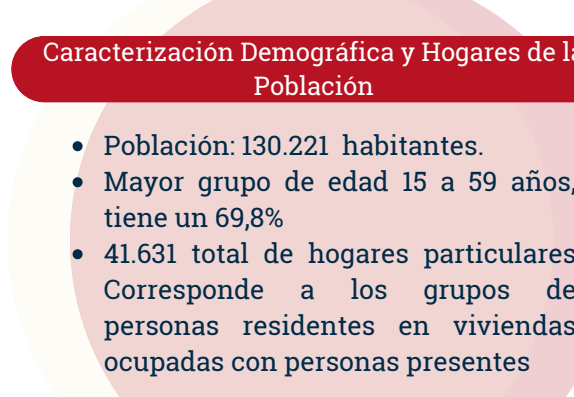 Caracterización Demográfica y Hogares de la
Población
• Población: 130.221 habitantes.
• Mayor grupo de edad 15 a 59 años,
tiene un 69,8%
• 41.631 total de hogares particulares
Corresponde a los grupos de
personas residentes en viviendas
ocupadas con personas presentes